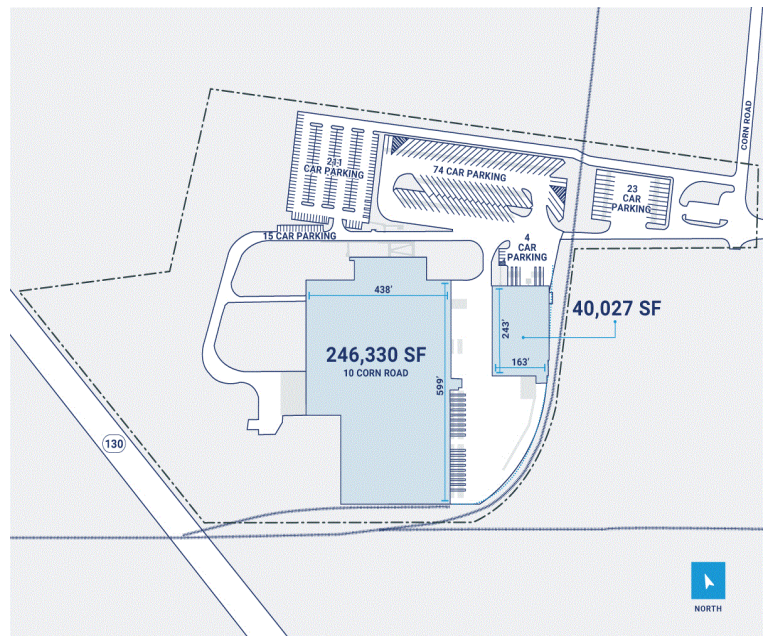 CORN ROAD
211
CAR PARKING
74 CAR PARKING
23
CAR
PARKING
15 CAR PARKING
4
CAR
PARKING
438'
246,330 SF
10 CORN ROAD
599'
243'
163'
40,027 SF
130
NORTH